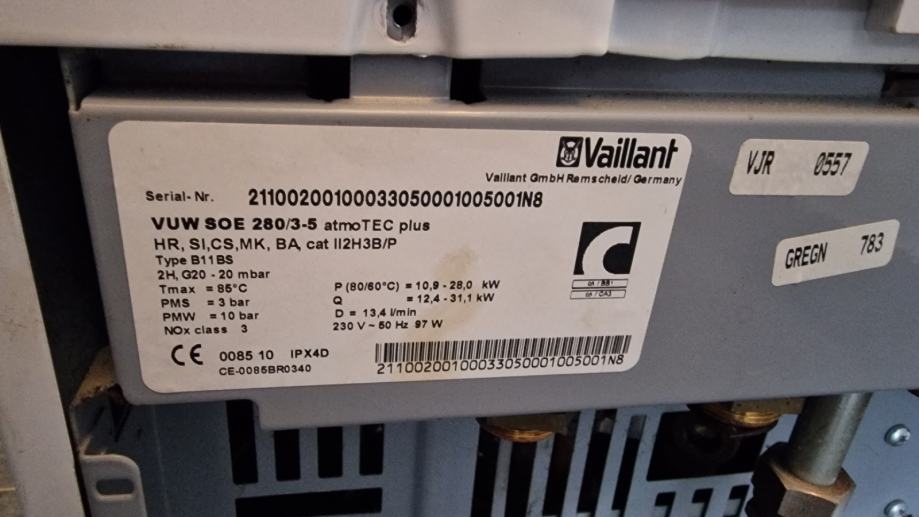 Vaillant
Vaillant GmbH Remscheid/ Germany
Serial- Nr. 21100200100033050001005001N8
VUW SOE 280/3-5 atmoTEC plus
HR, SI,CS,MK, BA, cat II2H3B/P
Type B11BS
2H, G20 - 20 mbar
Tmax = 85°C
PMS = 3 bar
PMW = 10 bar
NOx class 3
P (80/60°C) = 10,9 - 28,0 kW
Q = 12,4 - 31,1 kW
D = 13,4 l/min
230 V ~ 50 Hz 97 W
0085 10 IPX4D
CE-0085BR0340
21100200100033050001005001N8
VJR 0557
GREGN 783